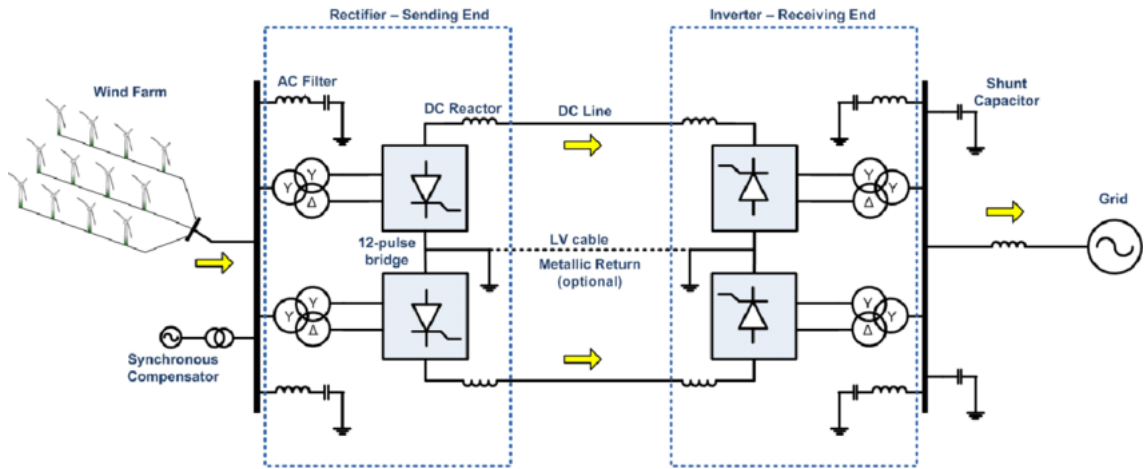 Rectifier – Sending End
Inverter – Receiving End
Wind Farm
AC Filter
DC Reactor
DC Line
Shunt
Capacitor
Y
Y
Δ
Y
Y
Δ
Grid
12-pulse
bridge
LV cable
Metallic Return
(optional)
Y
Y
Δ
Y
Y
Δ
Synchronous
Compensator